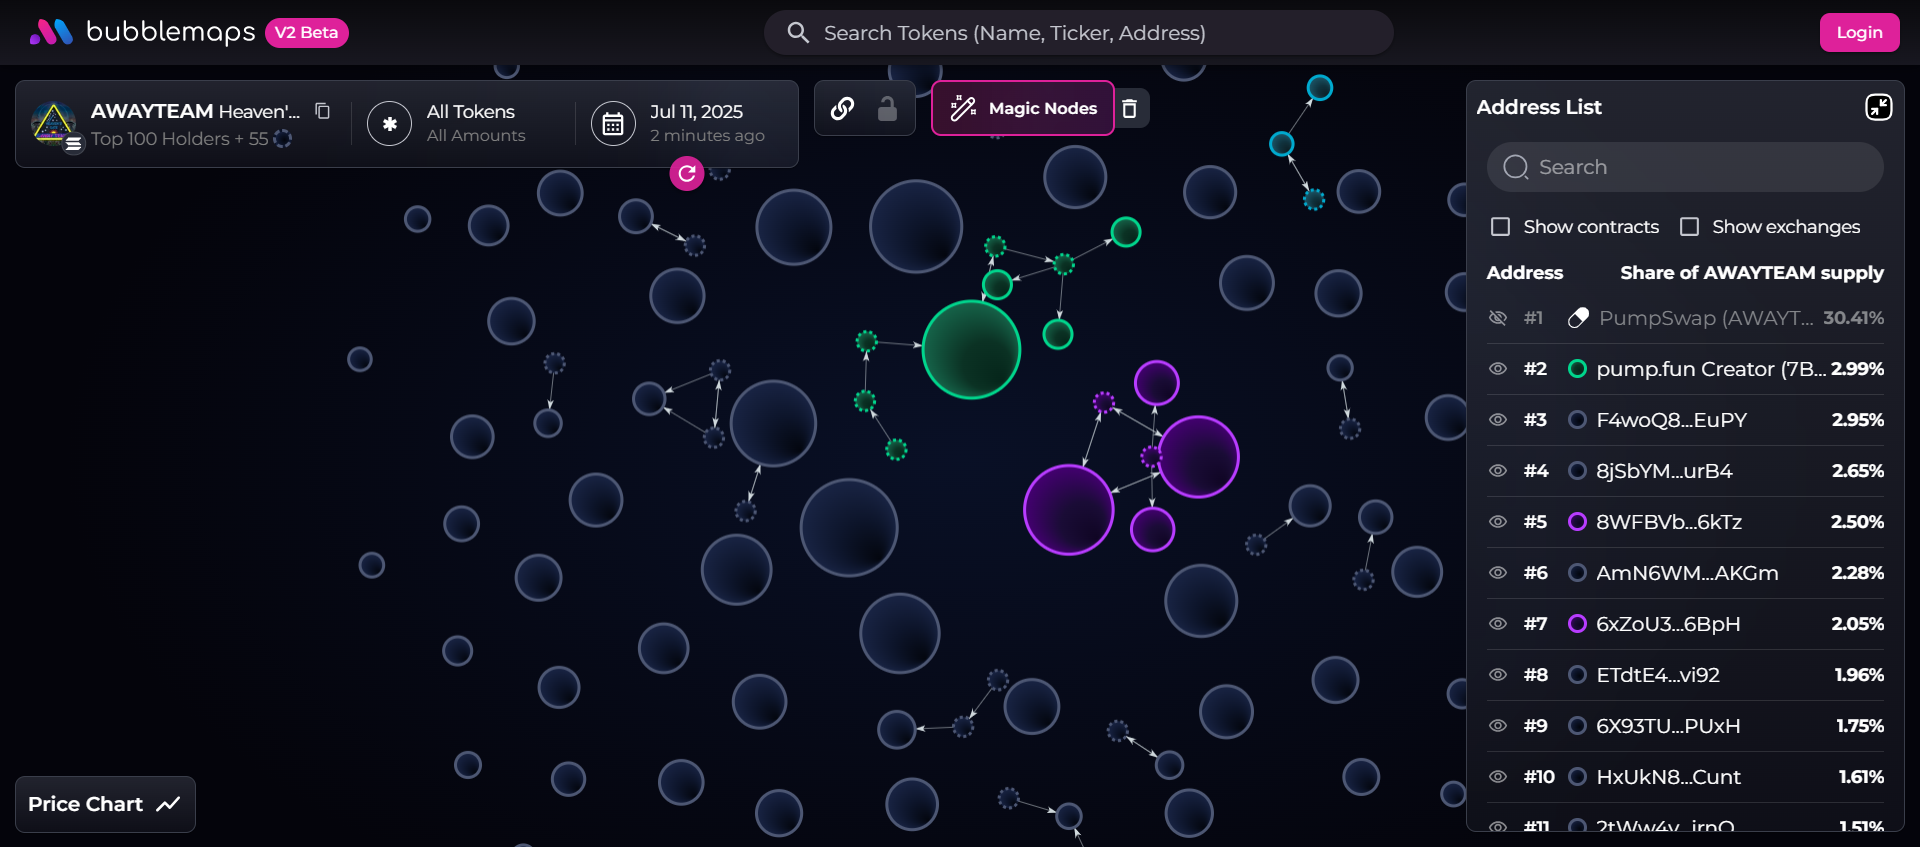 bubblemaps V2 Beta
Search Tokens (Name, Ticker, Address)
Login
AWAYTEAM Heaven'...
Top 100 Holders + 55
All Tokens
All Amounts
Jul 11, 2025
2 minutes ago
Magic Nodes
Address List
Search
Show contracts
Show exchanges
Address Share of AWAYTEAM supply
#1 PumpSwap (AWAYT... 30.41%
#2 pump.fun Creator (7B... 2.99%
#3 F4woQ8...EuPY 2.95%
#4 8jSbYM...urB4 2.65%
#5 8WFBVb...6kTz 2.50%
#6 AmN6WM...AKGm 2.28%
#7 6xZoU3...6BpH 2.05%
#8 ETdtE4...vi92 1.96%
#9 6X93TU...PUxH 1.75%
#10 HxUkN8...Cunt 1.61%
#11 1.51%
Price Chart